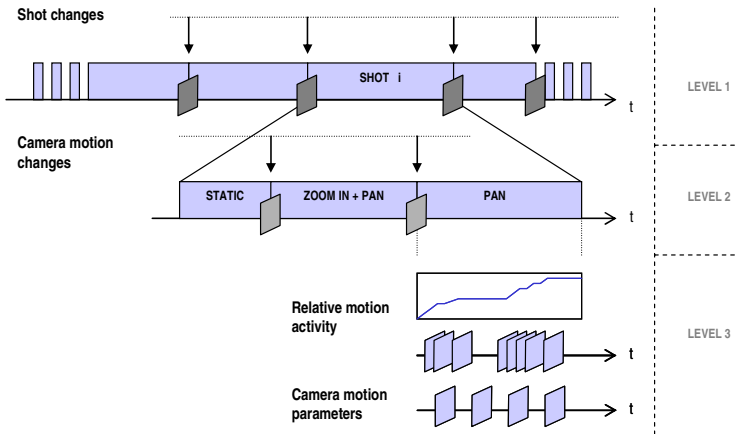 Shot changes
SHOT i
t
LEVEL 1
Camera motion
changes
STATIC
ZOOM IN + PAN
PAN
t
LEVEL 2
Relative motion
activity
t
LEVEL 3
Camera motion
parameters
t